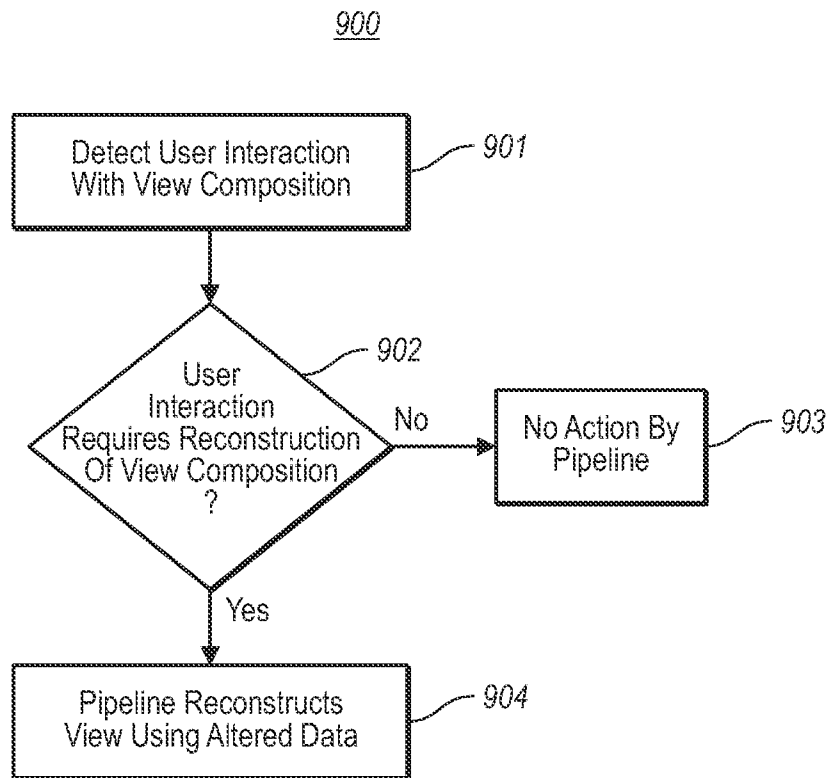 900
Detect User Interaction
With View Composition
901
User
Interaction
Requires Reconstruction
Of View Composition
?
902
No
No Action By
Pipeline
903
Yes
Pipeline Reconstructs
View Using Altered Data
904